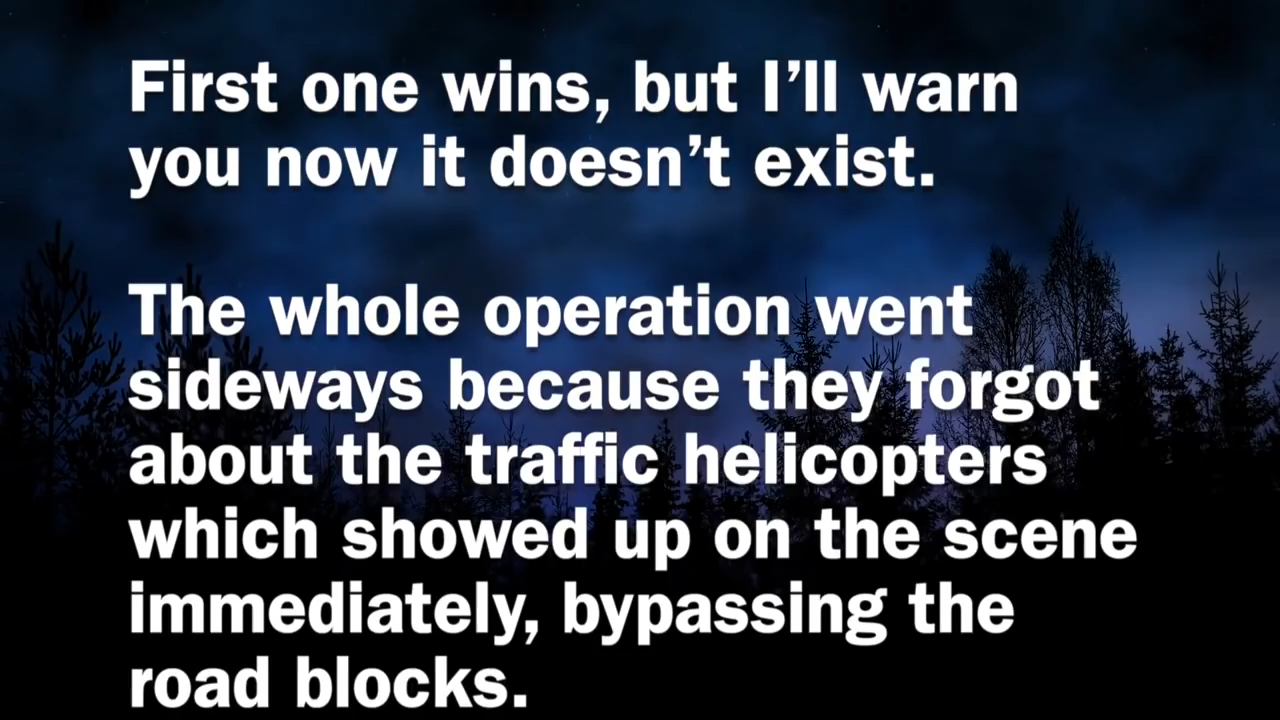 First one wins, but I’ll warn
you now it doesn’t exist.
The whole operation went
sideways because they forgot
about the traffic helicopters
which showed up on the scene
immediately, bypassing the
road blocks.